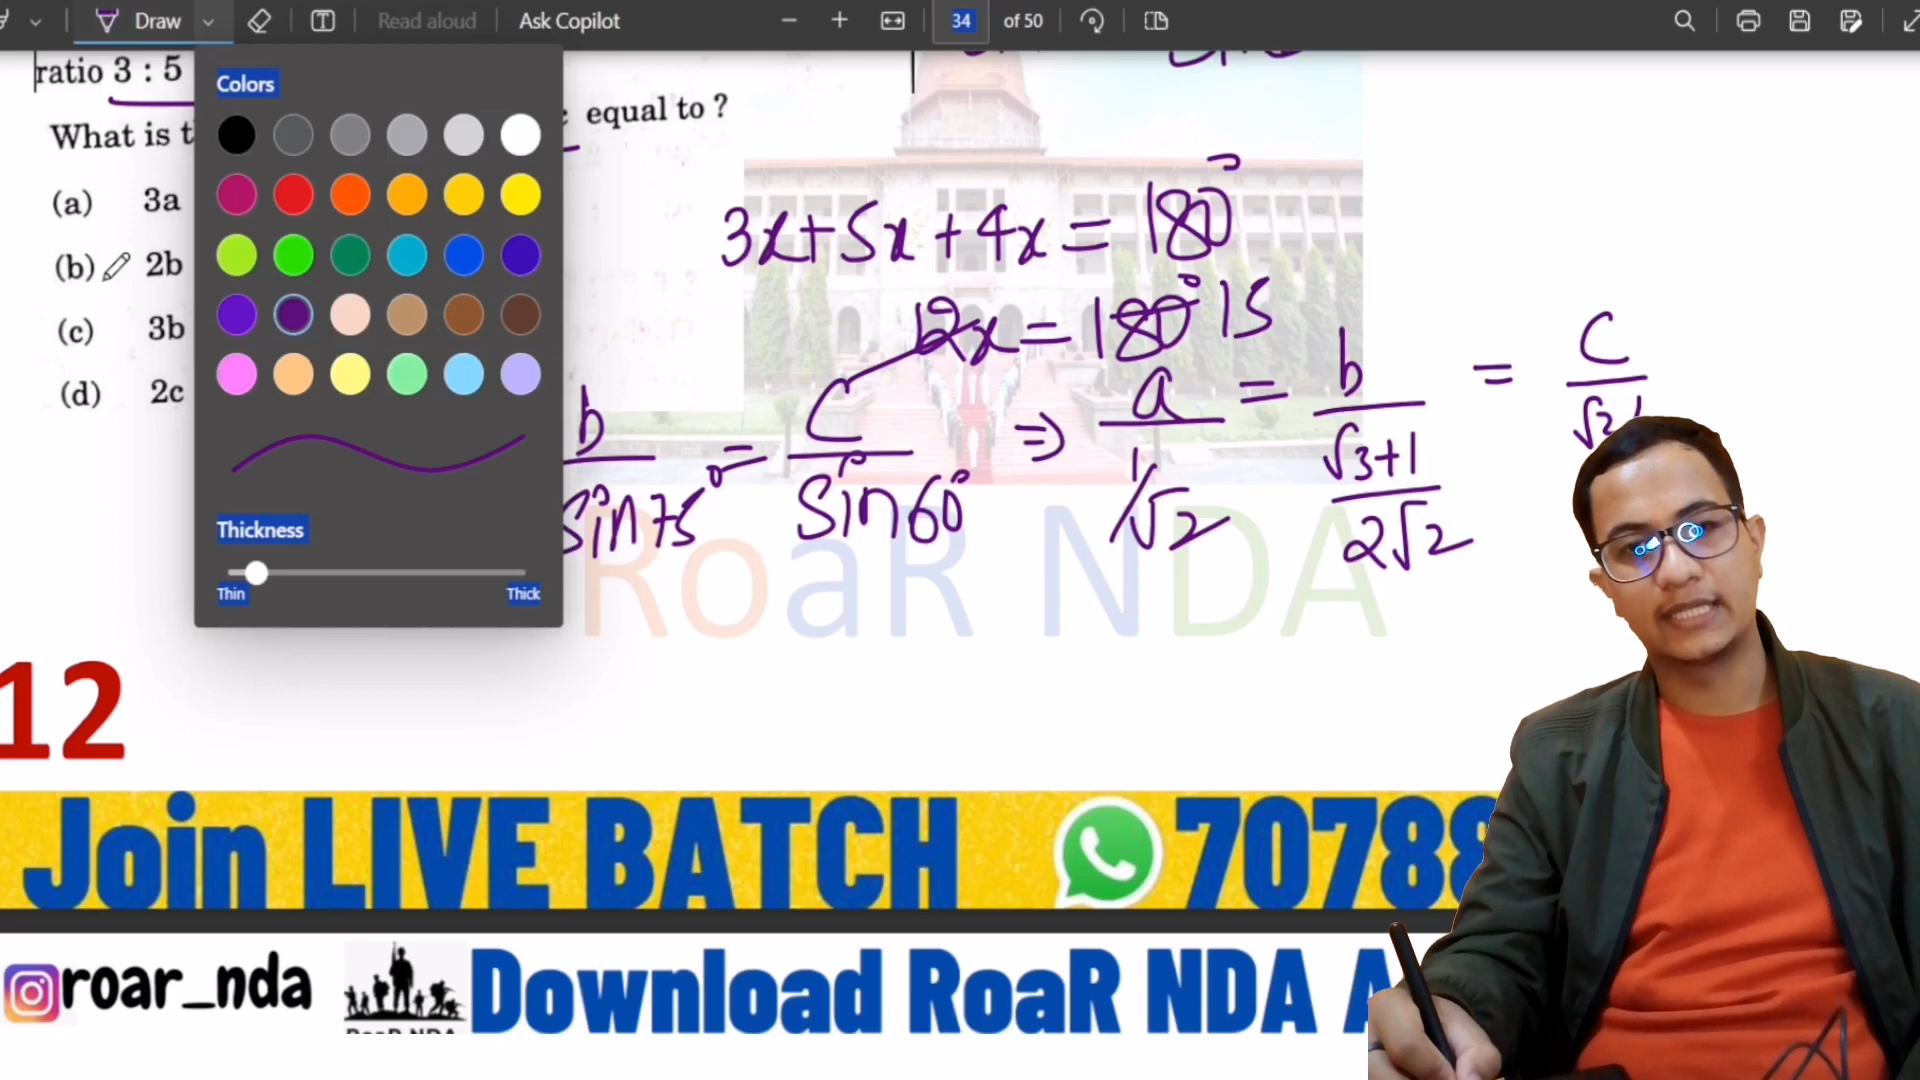 Draw
Read aloud
Ask Copilot
34 of 50
ratio 3 : 5
What is t
equal to ?
(a) 3a
(b) 2b
(c) 3b
(d) 2c
Colors
Thickness
Thin
Thick
3x+5x+4x=180°
12x=180° 15
b/sin75° = C/sin60° ⇒ a/1/√2 = b/√3+1/2√2 = C/√
RoaR NDA
12
Join LIVE BATCH 70788
roar_nda
RoaR NDA
Download RoaR NDA A